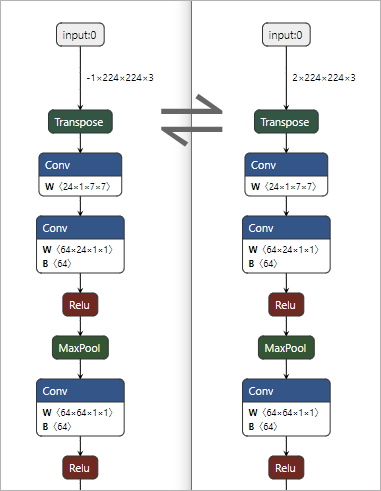 input:0
-1×224×224×3
Transpose
Conv
W ⟨24×1×7×7⟩
Conv
W ⟨64×24×1×1⟩
B ⟨64⟩
Relu
MaxPool
Conv
W ⟨64×64×1×1⟩
B ⟨64⟩
Relu
input:0
2×224×224×3
Transpose
Conv
W ⟨24×1×7×7⟩
Conv
W ⟨64×24×1×1⟩
B ⟨64⟩
Relu
MaxPool
Conv
W ⟨64×64×1×1⟩
B ⟨64⟩
Relu